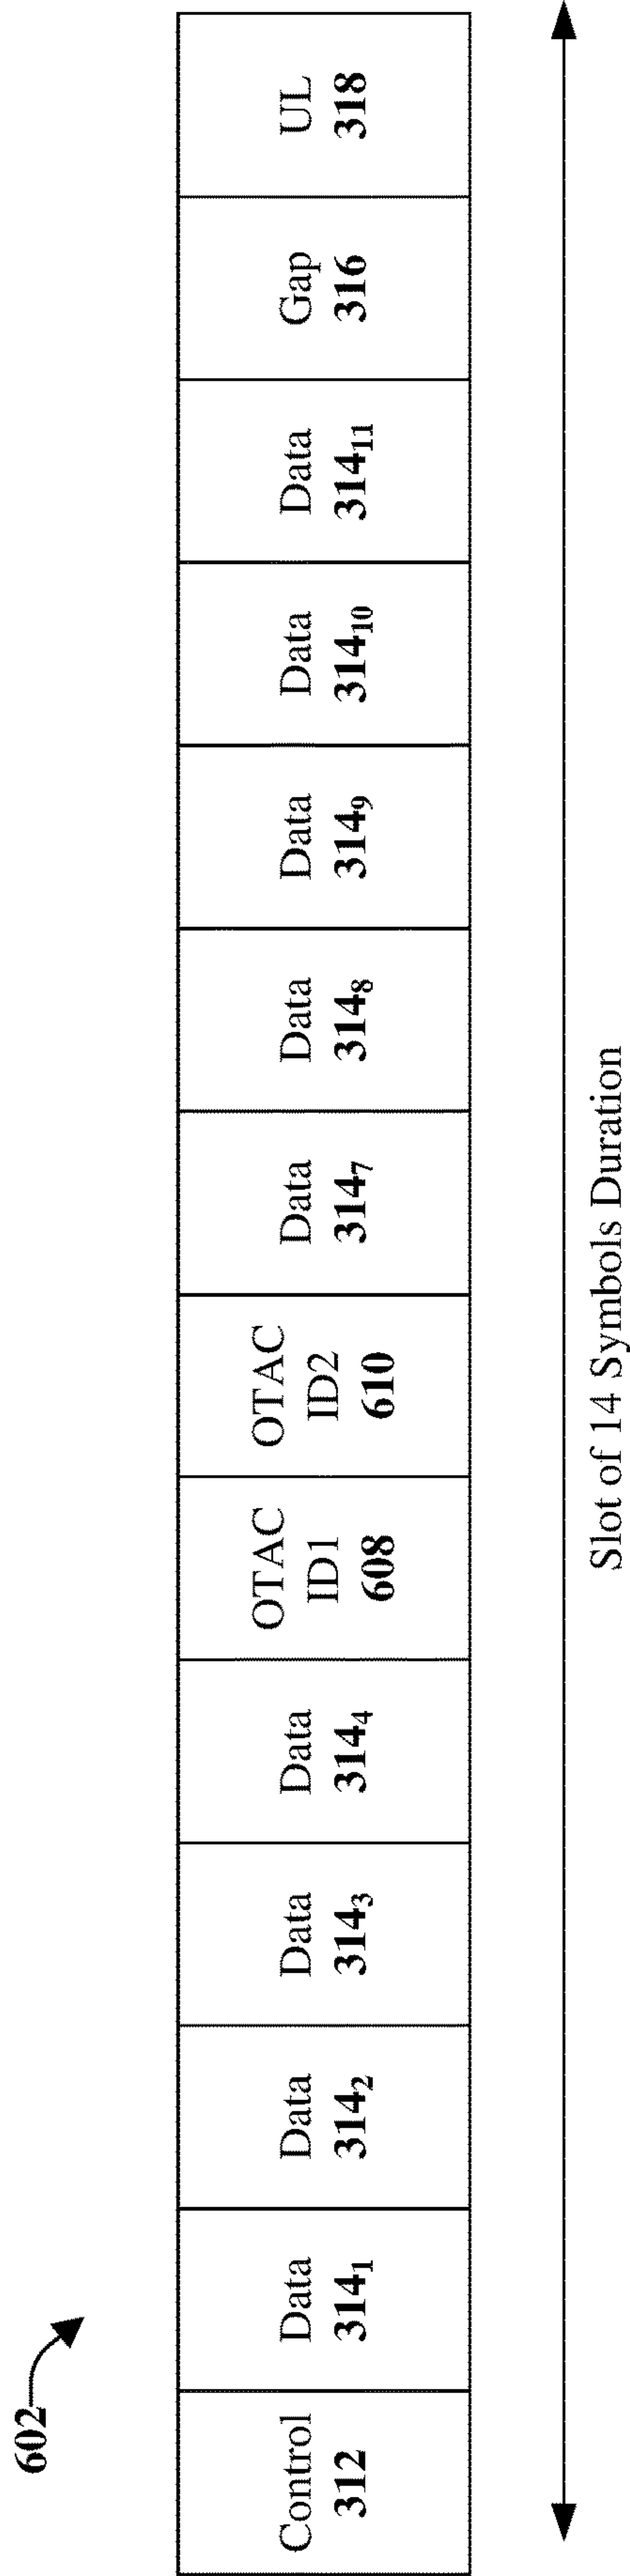 602
Control
312
Data
314₁
Data
314₂
Data
314₃
Data
314₄
OTAC
ID1
608
OTAC
ID2
610
Data
314₇
Data
314₈
Data
314₉
Data
314₁₀
Data
314₁₁
Gap
316
UL
318
Slot of 14 Symbols Duration